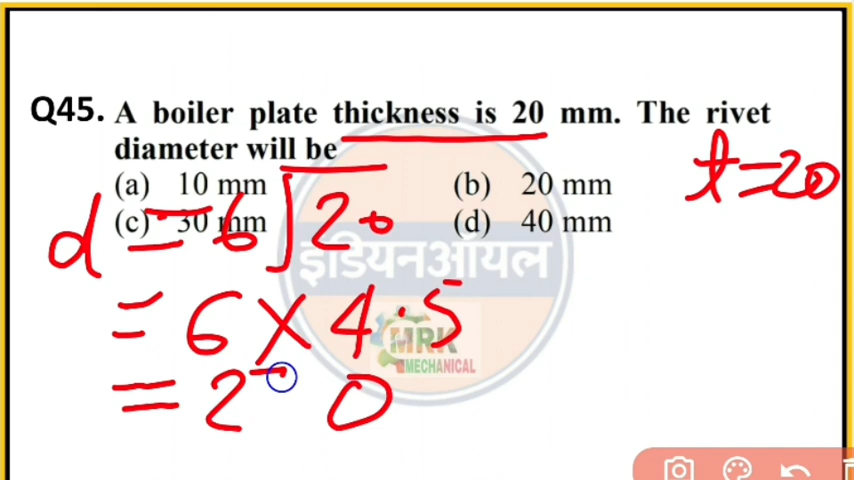 Q45. A boiler plate thickness is 20 mm. The rivet
diameter will be
(a) 10 mm (b) 20 mm
(c) 30 mm (d) 40 mm
t=20
d = 6√20
= 6 × 4.5
= 27 0
इंडियनऑयल
MRK
MECHANICAL